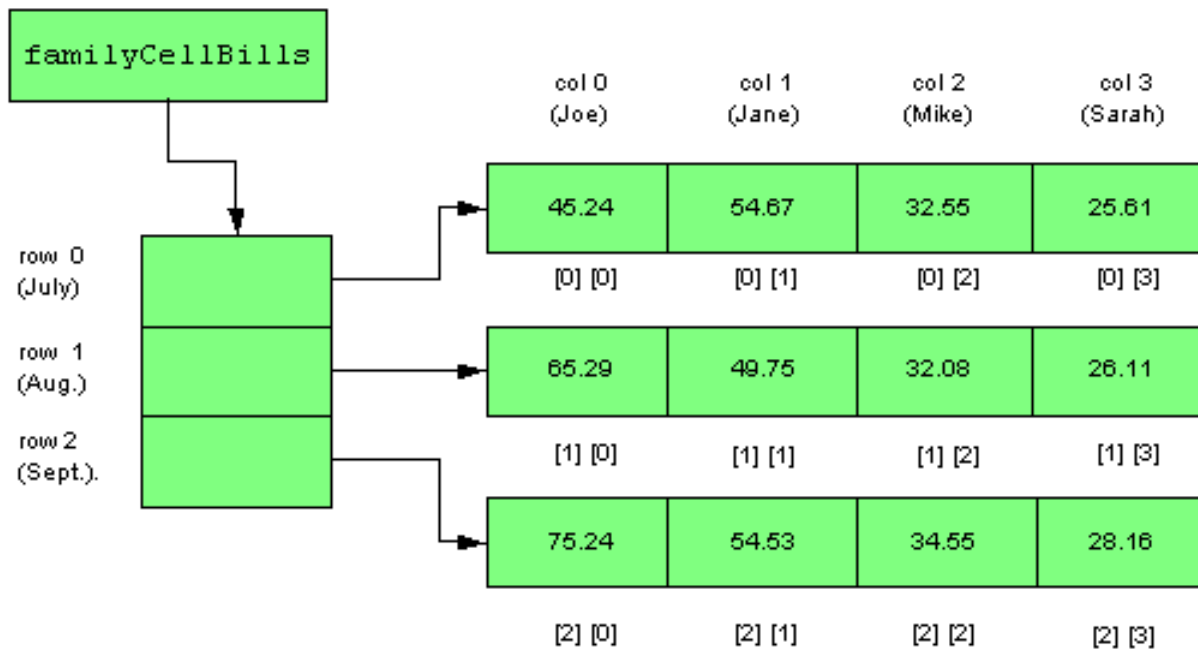 familyCellBills
col 0 col 1 col 2 col 3
(Joe) (Jane) (Mike) (Sarah)
45.24 54.67 32.55 25.61
row 0
(July)
[0] [0] [0] [1] [0] [2] [0] [3]
row 1
(Aug.)
65.29 49.75 32.08 26.11
row 2
(Sept.).
[1] [0] [1] [1] [1] [2] [1] [3]
75.24 54.53 34.55 28.16
[2] [0] [2] [1] [2] [2] [2] [3]